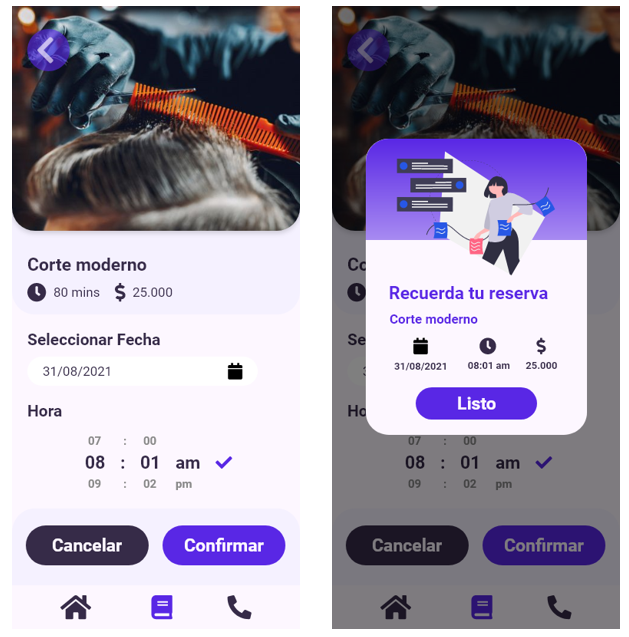 Corte moderno
80 mins $ 25.000
Seleccionar Fecha
31/08/2021
Hora
07 : 00
08 : 01 am
09 : 02 pm
Cancelar Confirmar
Co
Se
3
Ho
Recuerda tu reserva
Corte moderno
$
31/08/2021 08:01 am 25.000
Listo
07 : 00
08 : 01 am
09 : 02 pm
Cancelar Confirmar